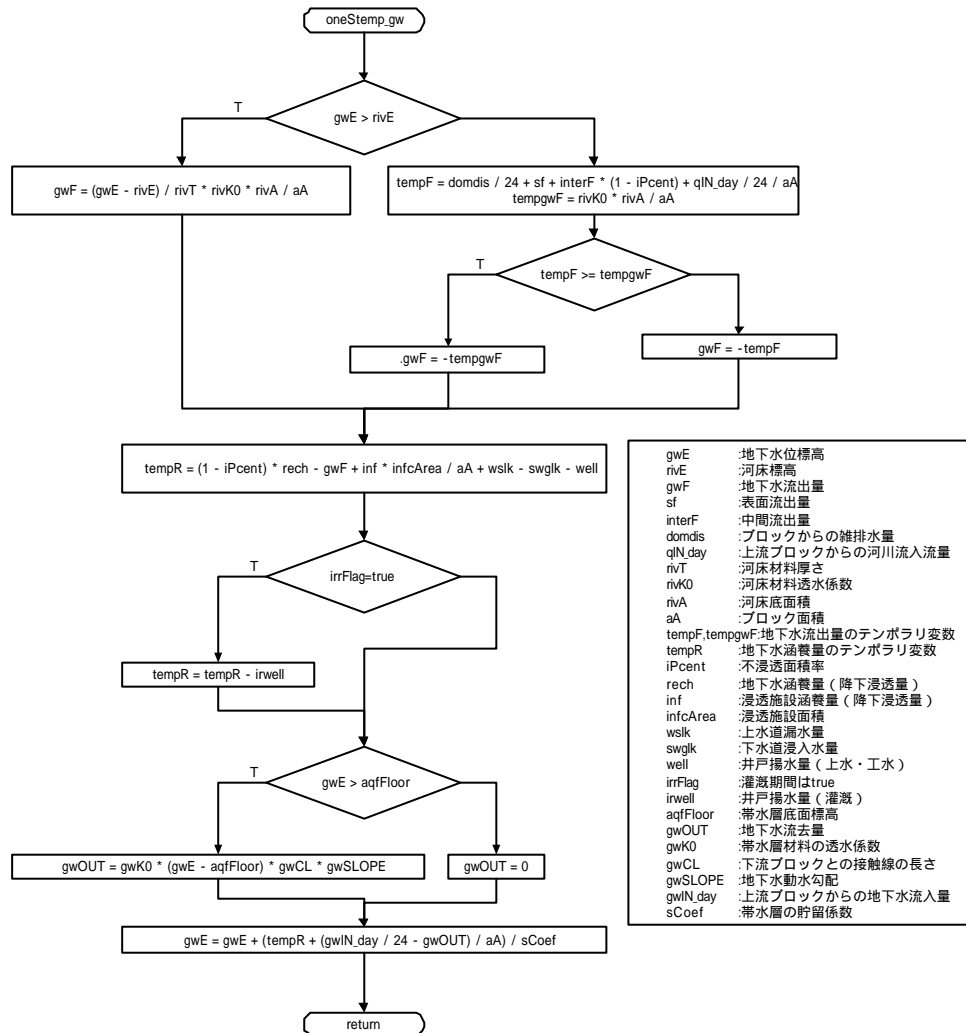 oneStemp_gw
T
gwE > rivE
gwF = (gwE - rivE) / rivT * rivK0 * rivA / aA
tempF = domdis / 24 + sf + interF * (1 - iPcent) + qIN_day / 24 / aA
tempgwF = rivK0 * rivA / aA
T
tempF >= tempgwF
.gwF = -tempgwF
gwF = -tempF
tempR = (1 - iPcent) * rech - gwF + inf * infcArea / aA + wslk - swglk - well
T
irrFlag=true
tempR = tempR - irwell
T
gwE > aqfFloor
gwOUT = gwK0 * (gwE - aqfFloor) * gwCL * gwSLOPE
gwOUT = 0
gwE = gwE + (tempR + (gwIN_day / 24 - gwOUT) / aA) / sCoef
return
gwE :地下水位標高
rivE :河床標高
gwF :地下水流出量
sf :表面流出量
interF :中間流出量
domdis :ブロックからの雑排水量
qIN_day :上流ブロックからの河川流入流量
rivT :河床材料厚さ
rivK0 :河床材料透水係数
rivA :河床底面積
aA :ブロック面積
tempF,tempgwF:地下水流出量のテンポラリ変数
tempR :地下水涵養量のテンポラリ変数
iPcent :不浸透面積率
rech :地下水涵養量(降下浸透量)
inf :浸透施設涵養量(降下浸透量)
infcArea :浸透施設面積
wslk :上水道漏水量
swglk :下水道浸入水量
well :井戸揚水量(上水・工水)
irrFlag :灌漑期間はtrue
irwell :井戸揚水量(灌漑)
aqfFloor :帯水層底面標高
gwOUT :地下水流去量
gwK0 :帯水層材料の透水係数
gwCL :下流ブロックとの接触線の長さ
gwSLOPE :地下水動水勾配
gwIN_day :上流ブロックからの地下水流入量
sCoef :帯水層の貯留係数